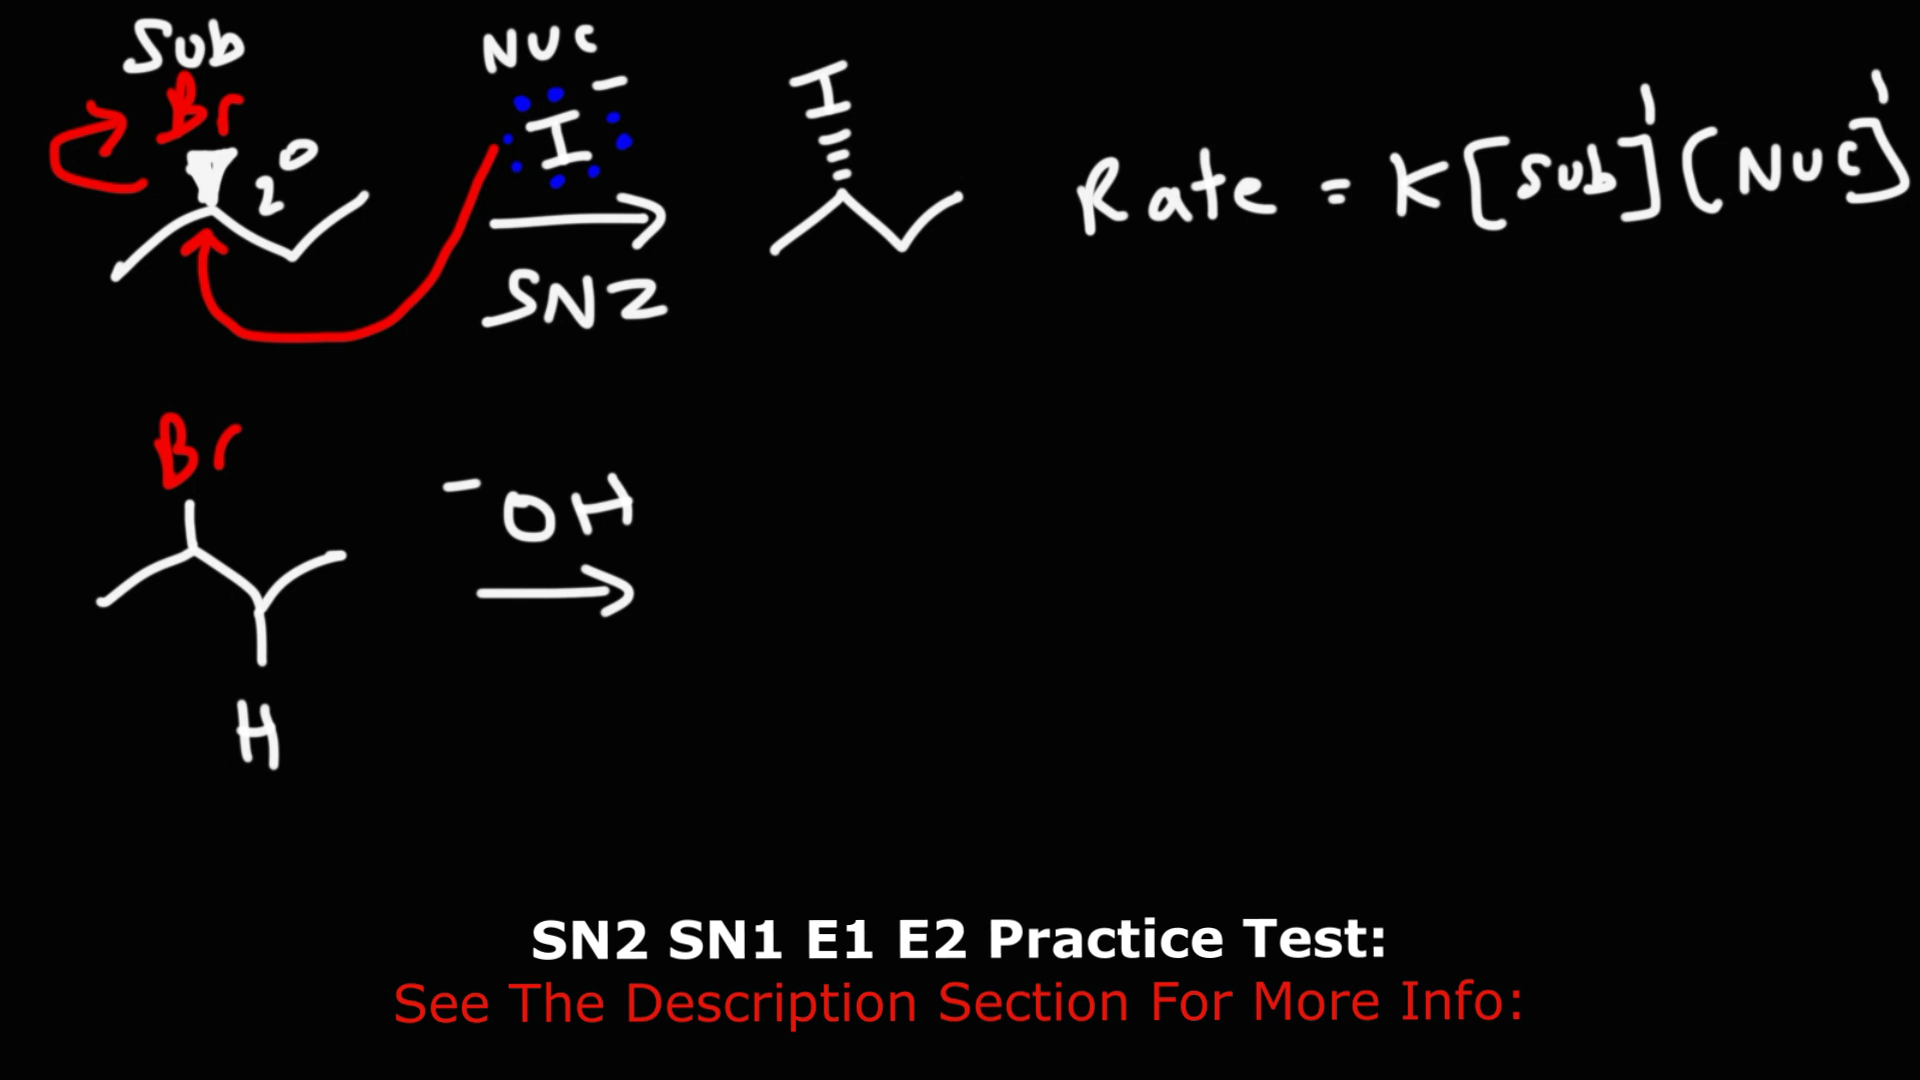 Sub
Br
2°
Nuc
I⁻
SN2
I
Rate = K[Sub]¹[Nuc]¹
Br
H
⁻OH
SN2 SN1 E1 E2 Practice Test:
See The Description Section For More Info: